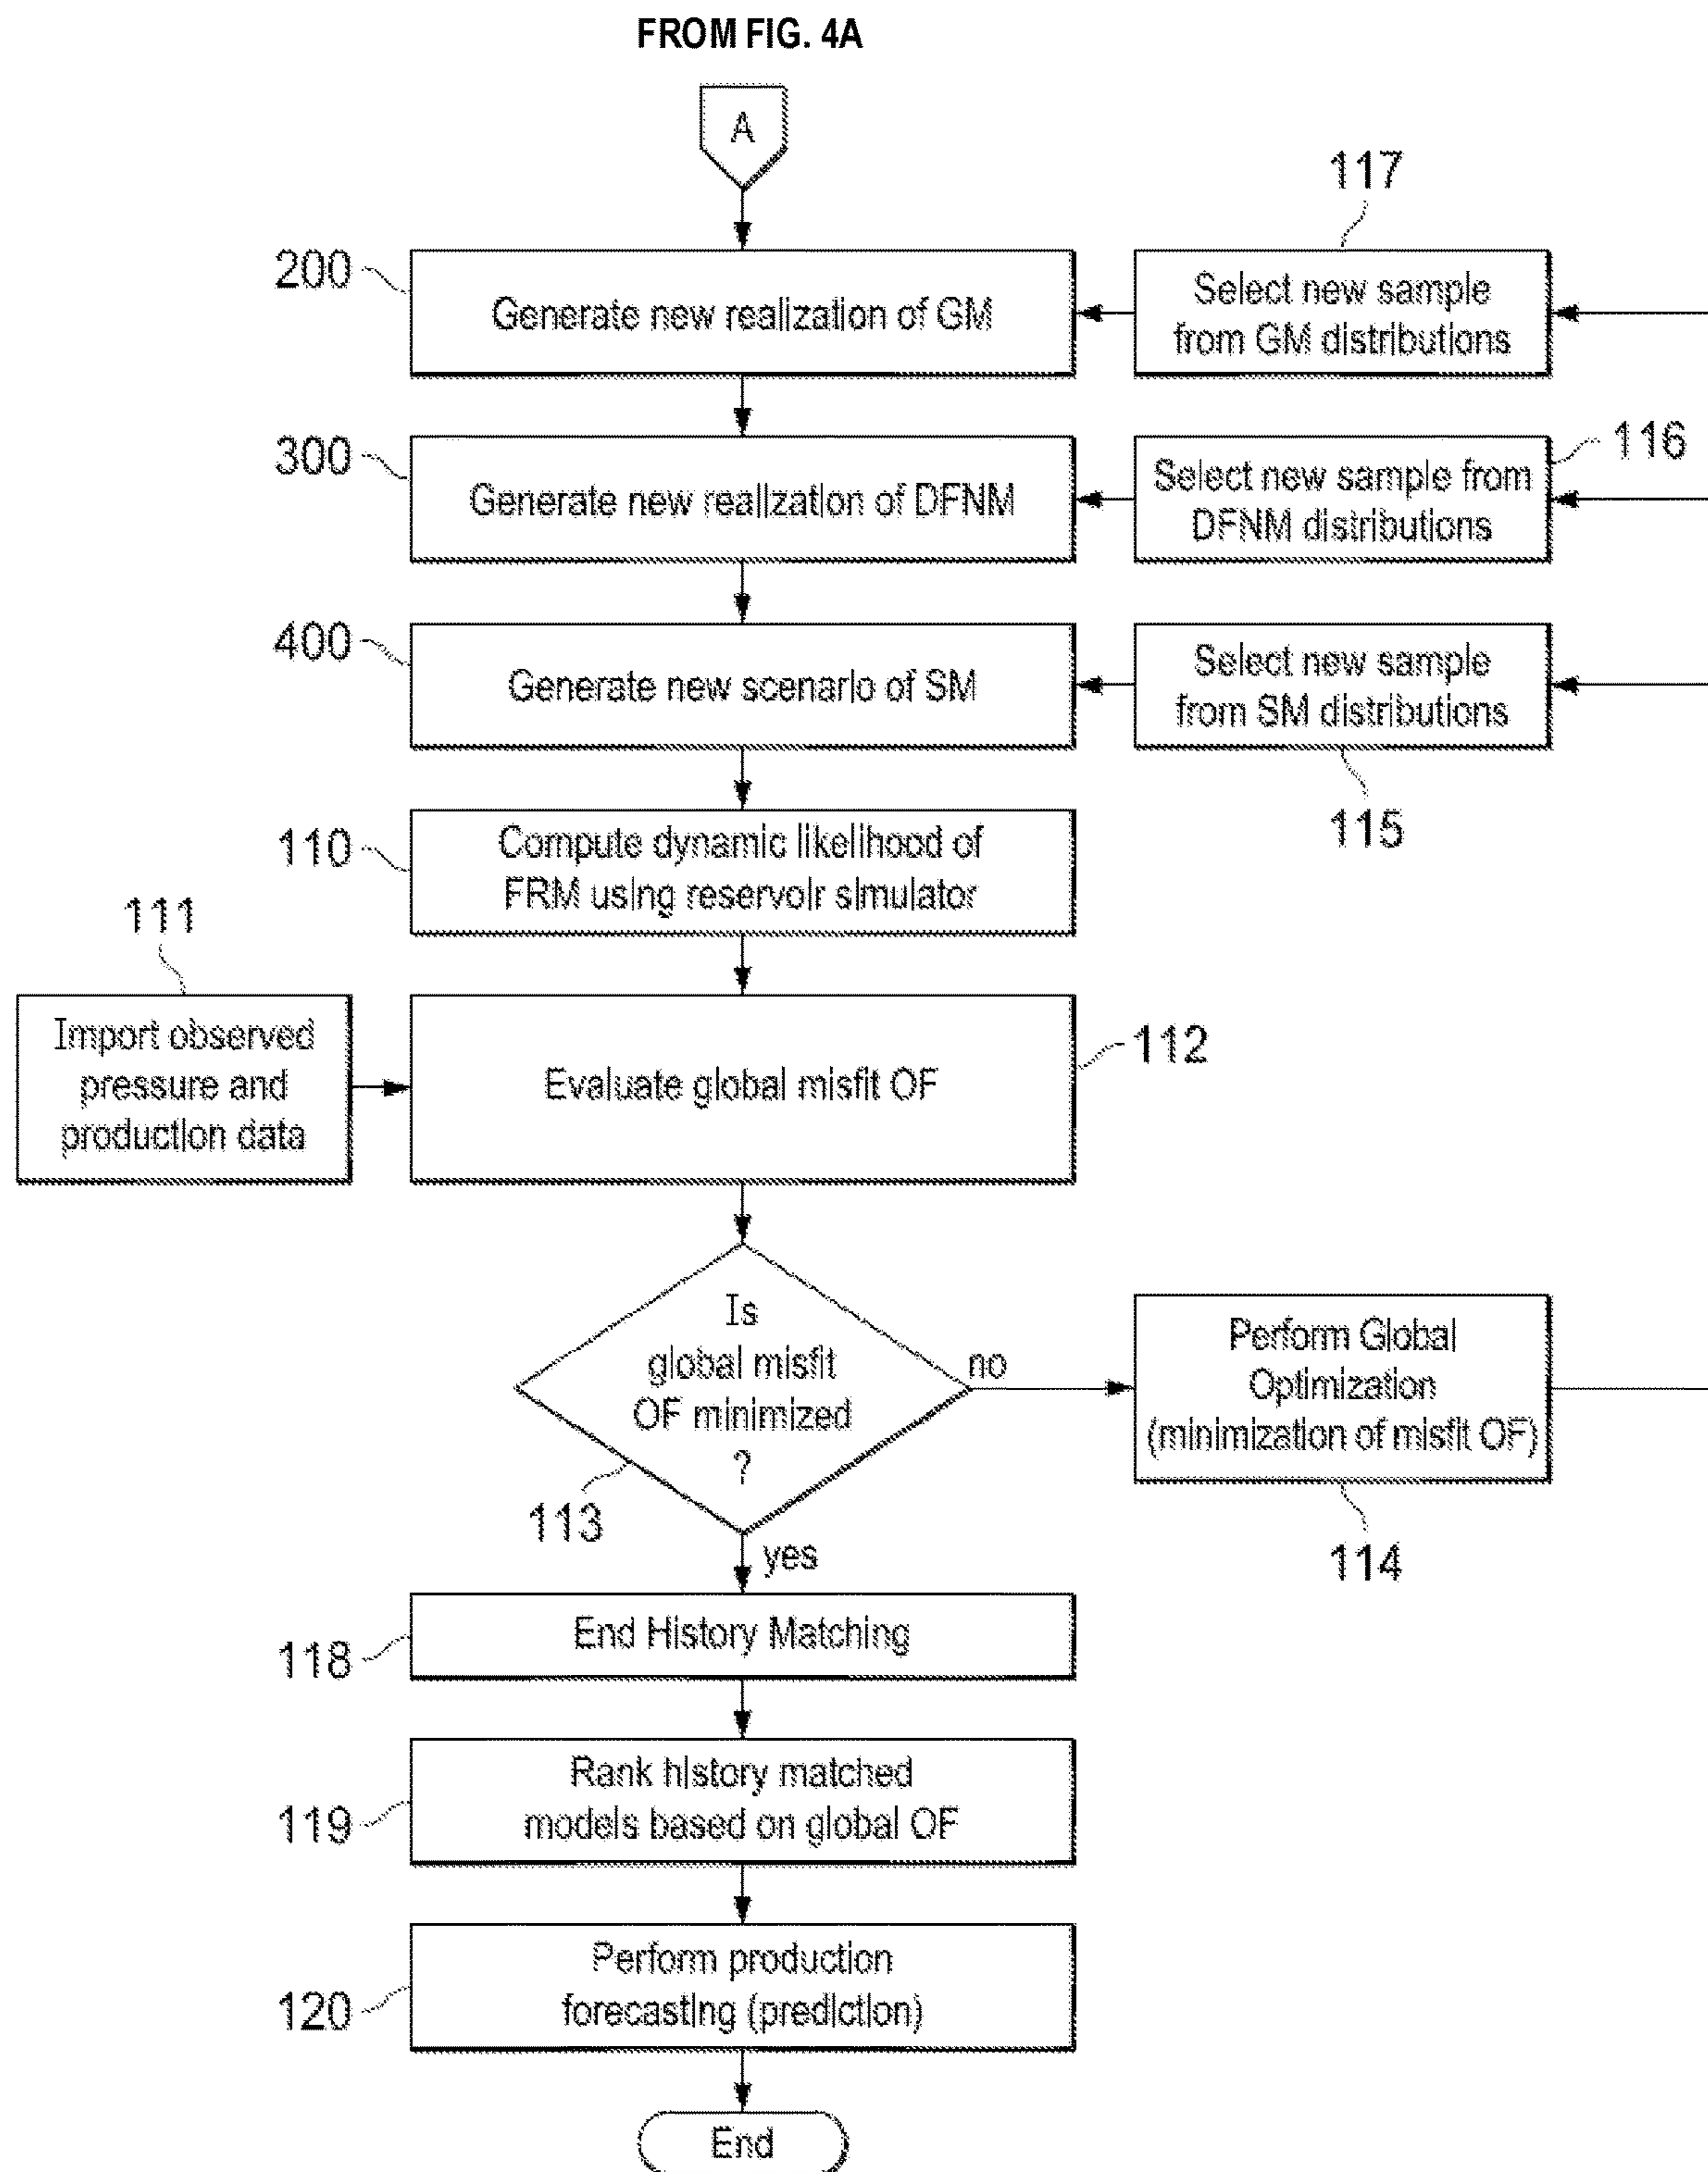 FROM FIG. 4A
A
117
200
Generate new realization of GM
Select new sample
from GM distributions
300
Generate new realization of DFNM
Select new sample from
DFNM distributions
116
400
Generate new scenario of SM
Select new sample
from SM distributions
115
110
Compute dynamic likelihood of
FRM using reservoir simulator
111
Import observed
pressure and
production data
Evaluate global misfit OF
112
Is
global misfit
OF minimized
?
113
no
Perform Global
Optimization
(minimization of misfit OF)
114
yes
118
End History Matching
119
Rank history matched
models based on global OF
120
Perform production
forecasting (prediction)
End